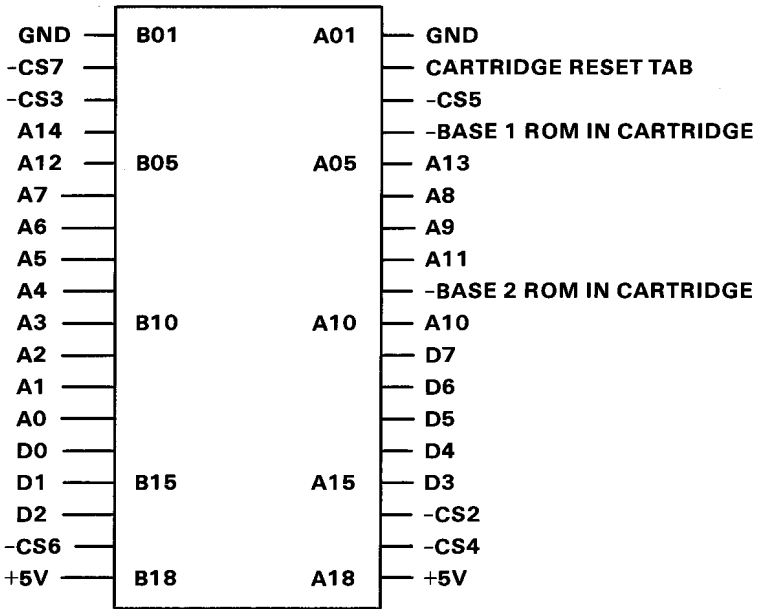 GND B01 A01 GND
-CS7 CARTRIDGE RESET TAB
-CS3 -CS5
A14 -BASE 1 ROM IN CARTRIDGE
A12 B05 A05 A13
A7 A8
A6 A9
A5 A11
A4 -BASE 2 ROM IN CARTRIDGE
A3 B10 A10 A10
A2 D7
A1 D6
A0 D5
D0 D4
D1 B15 A15 D3
D2 -CS2
-CS6 -CS4
+5V B18 A18 +5V